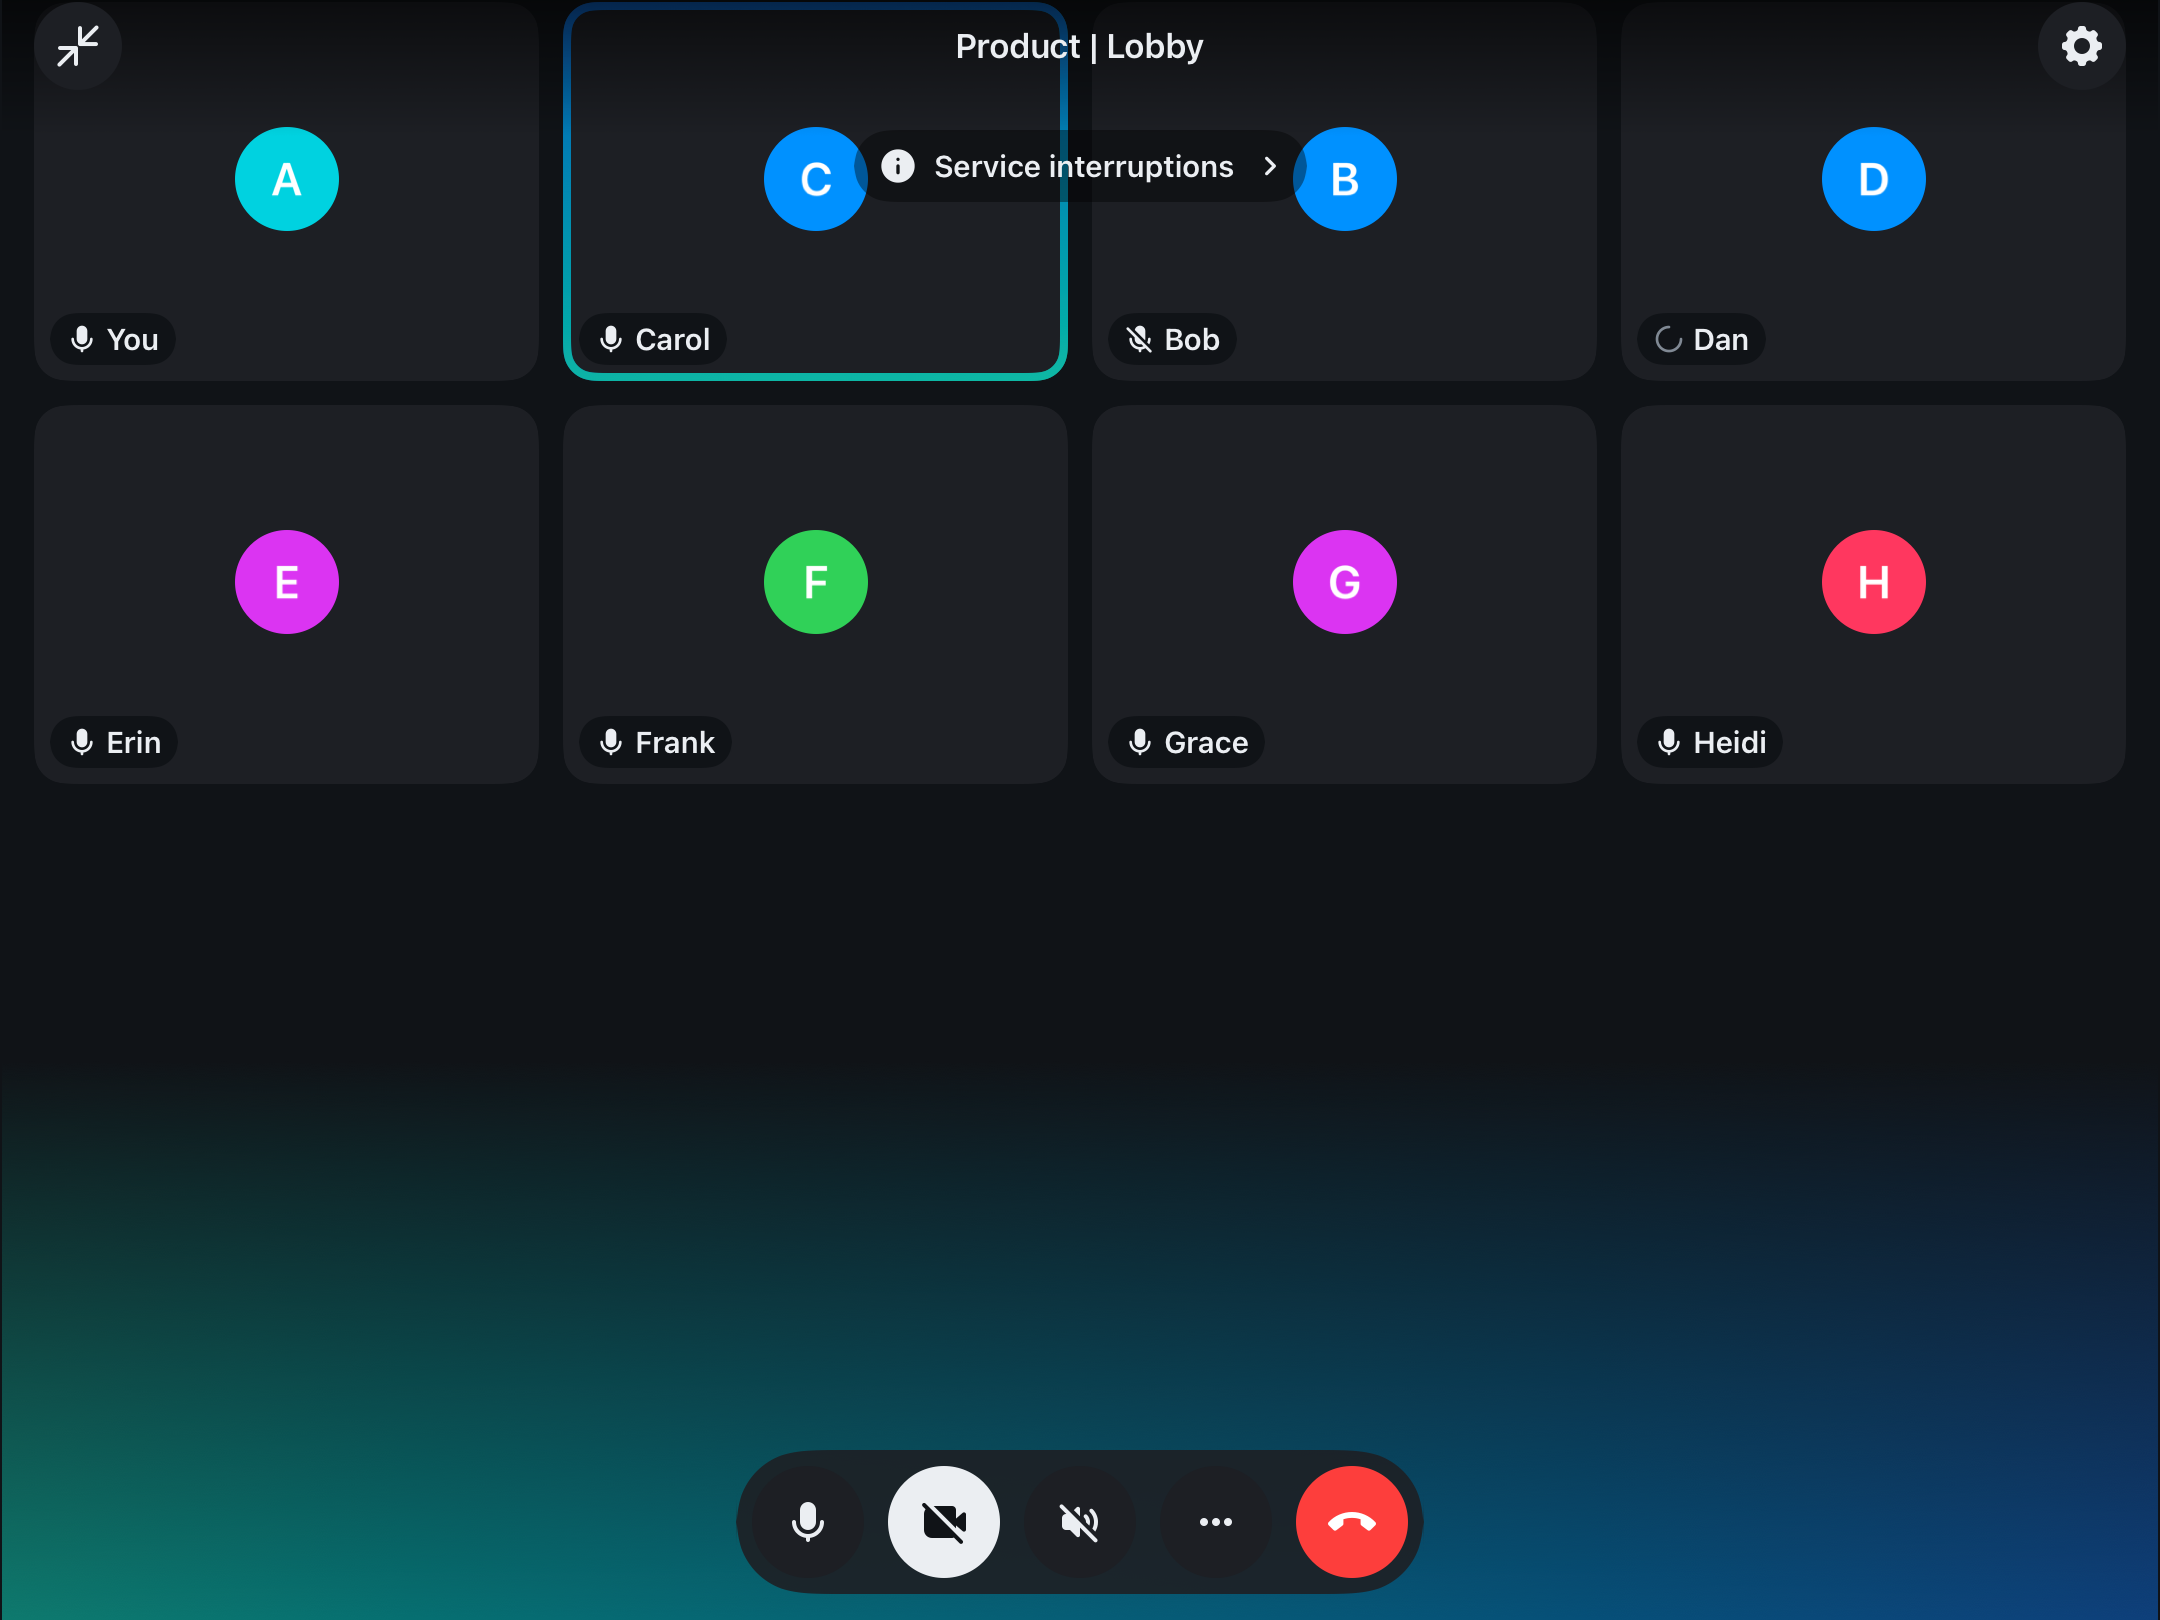 Product | Lobby
Service interruptions
A
C
B
D
You
Carol
Bob
Dan
E
F
G
H
Erin
Frank
Grace
Heidi